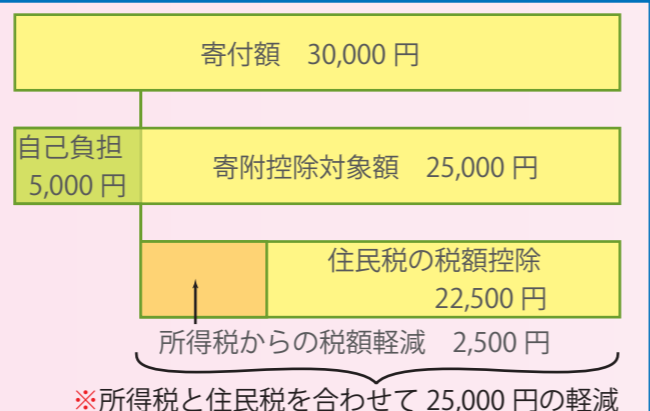 寄付額　30,000 円
自己負担
5,000 円
寄附控除対象額　25,000 円
住民税の税額控除
22,500 円
所得税からの税額軽減　2,500 円
※所得税と住民税を合わせて 25,000 円の軽減